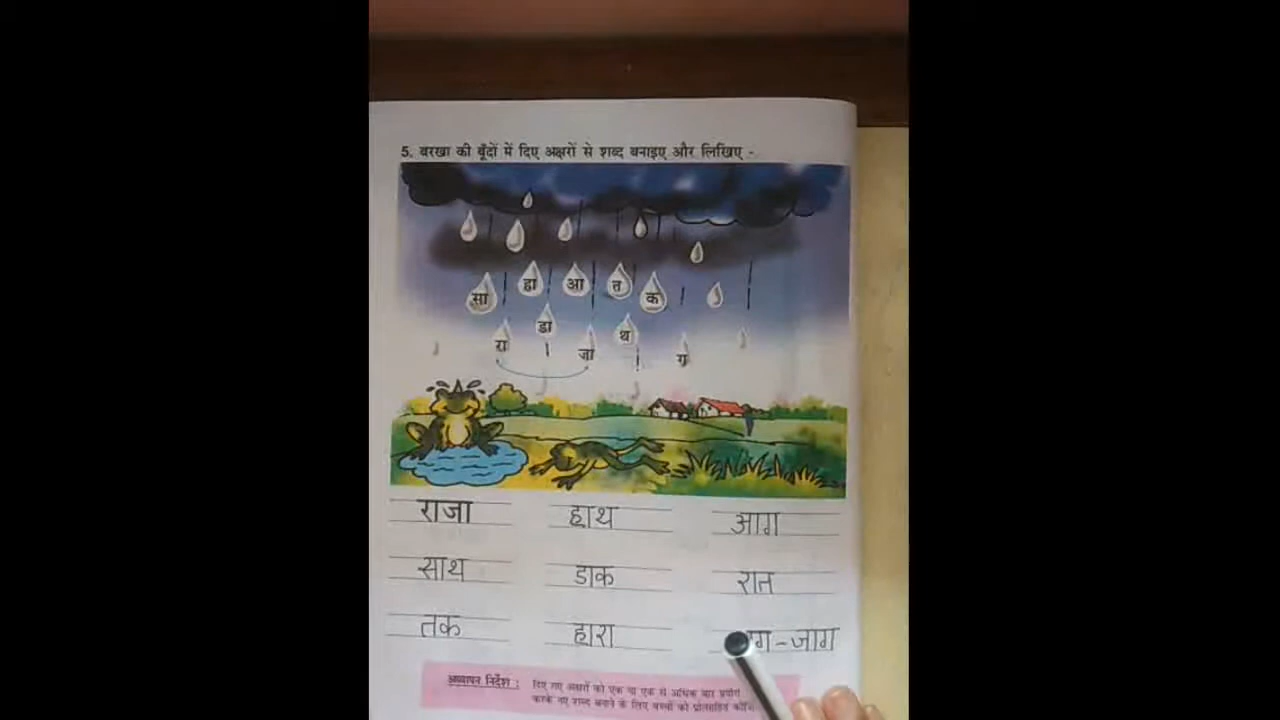 5. बरखा की बूँदों में दिए अक्षरों से शब्द बनाइए और लिखिए -
सा हा आ त क
रा डा जा थ ग
राजा हाथ आग
साथ डाक रात
तक हारा ग-जाग
अध्यापन निर्देश : दिए गए अक्षरों को एक या एक से अधिक बार प्रयोग
करके नए शब्द बनाने के लिए बच्चों को प्रोत्साहित